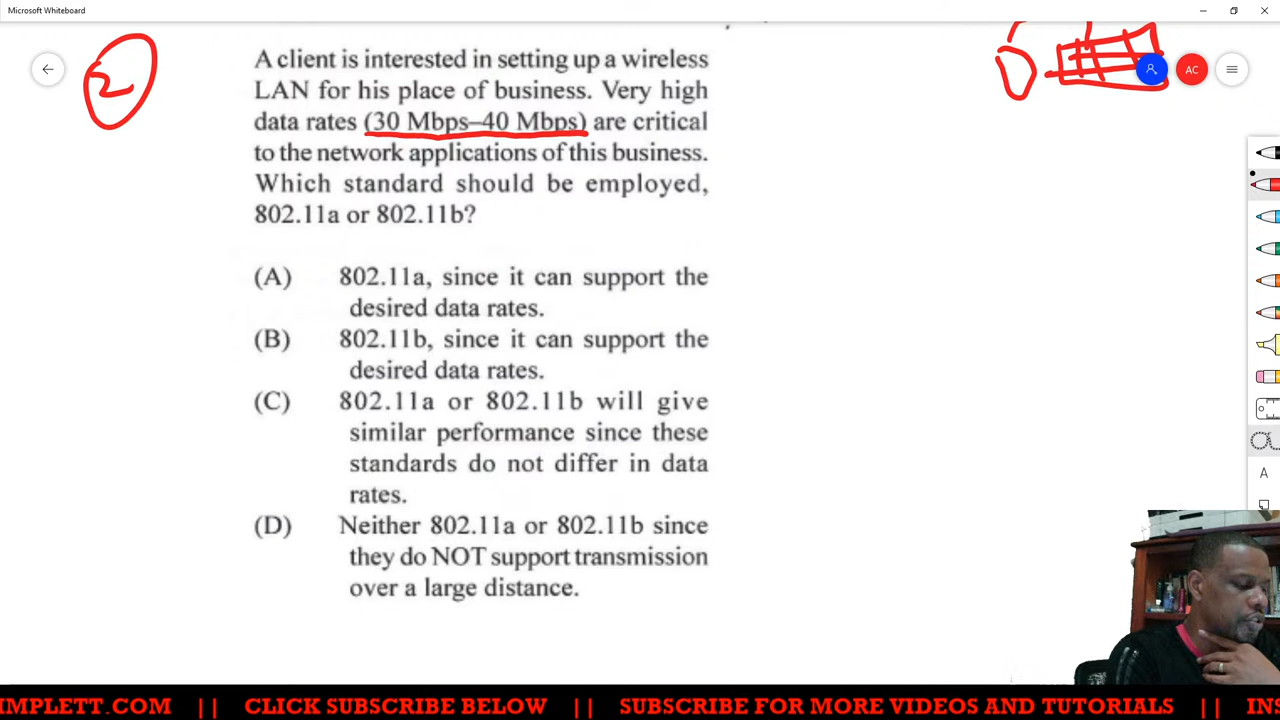 Microsoft Whiteboard
2
AC
A client is interested in setting up a wireless
LAN for his place of business. Very high
data rates (30 Mbps–40 Mbps) are critical
to the network applications of this business.
Which standard should be employed,
802.11a or 802.11b?
(A) 802.11a, since it can support the
desired data rates.
(B) 802.11b, since it can support the
desired data rates.
(C) 802.11a or 802.11b will give
similar performance since these
standards do not differ in data
rates.
(D) Neither 802.11a or 802.11b since
they do NOT support transmission
over a large distance.
A
IMPLETT.COM || CLICK SUBSCRIBE BELOW || SUBSCRIBE FOR MORE VIDEOS AND TUTORIALS || INS